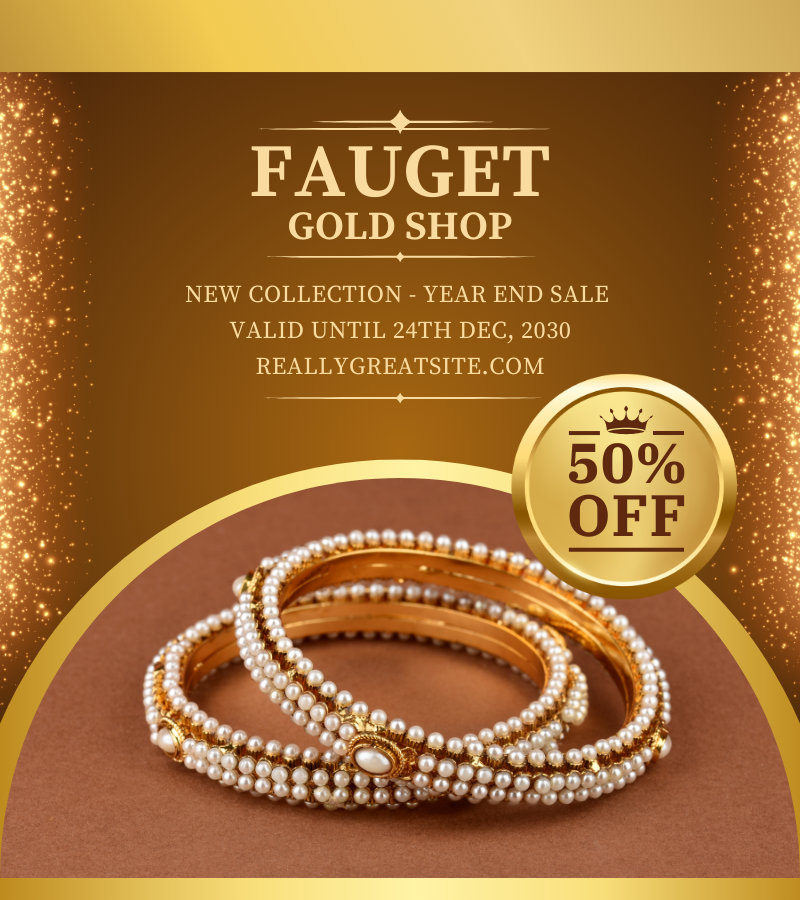 FAUGET
GOLD SHOP
NEW COLLECTION - YEAR END SALE
VALID UNTIL 24TH DEC, 2030
REALLYGREATSITE.COM
50%
OFF